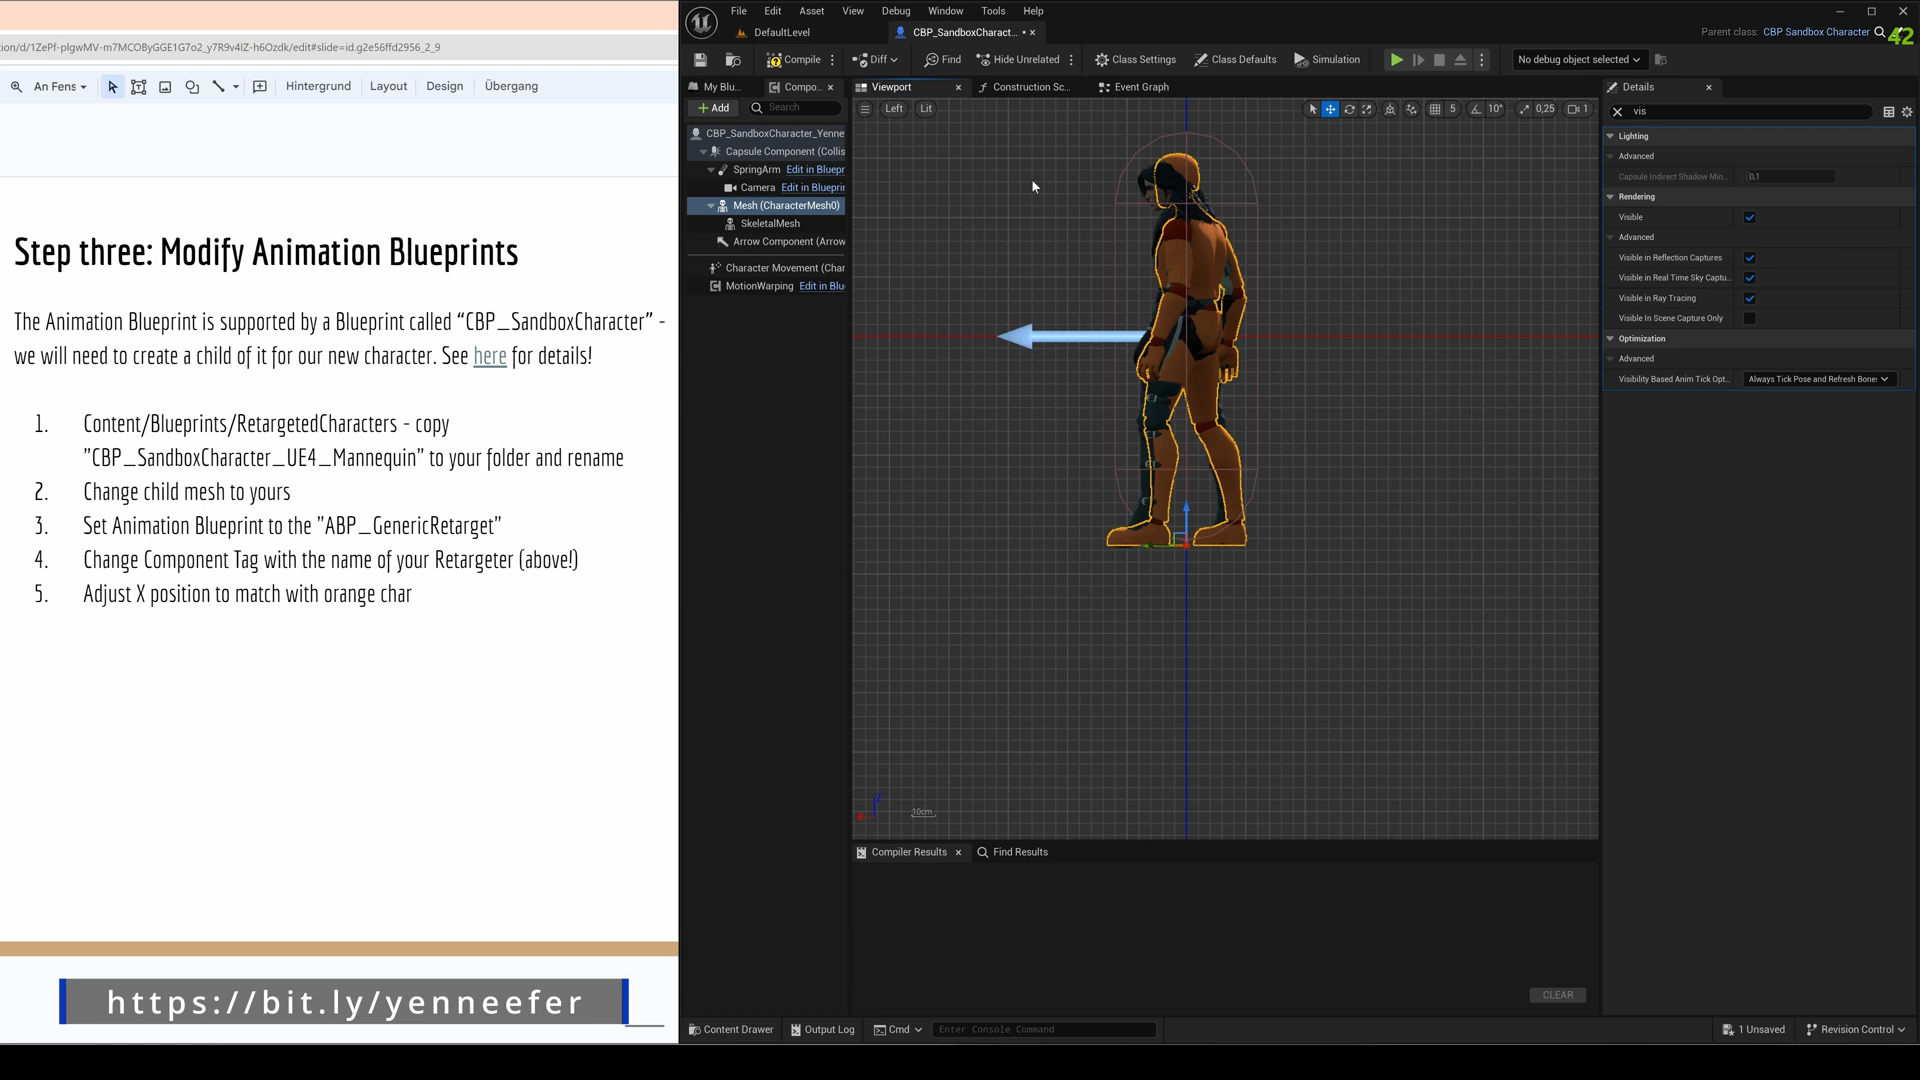 ion/d/1ZePf-pIgwMV-m7MCOByGGE1G7o2_y7R9v4IZ-h6Ozdk/edit#slide=id.g2e56ffd2956_2_9
An Fens
Hintergrund
Layout
Design
Übergang
Step three: Modify Animation Blueprints
The Animation Blueprint is supported by a Blueprint called “CBP_SandboxCharacter” -
we will need to create a child of it for our new character. See here for details!
1. Content/Blueprints/RetargetedCharacters - copy
"CBP_SandboxCharacter_UE4_Mannequin" to your folder and rename
2. Change child mesh to yours
3. Set Animation Blueprint to the "ABP_GenericRetarget"
4. Change Component Tag with the name of your Retargeter (above!)
5. Adjust X position to match with orange char
https://bit.ly/yenneefer
File Edit Asset View Debug Window Tools Help
DefaultLevel
CBP_SandboxCharact...
Parent class: CBP Sandbox Character
42
Compile
Diff
Find
Hide Unrelated
Class Settings
Class Defaults
Simulation
No debug object selected
My Blu...
Compo...
Viewport
Construction Sc...
Event Graph
Details
Add
Search
Left
Lit
5
10°
0,25
1
vis
CBP_SandboxCharacter_Yenne
Capsule Component (Collis
SpringArm Edit in Bluepr
Camera Edit in Blueprin
Mesh (CharacterMesh0)
SkeletalMesh
Arrow Component (Arrow
Character Movement (Char
MotionWarping Edit in Blu
Lighting
Advanced
Capsule Indirect Shadow Min... 0,1
Rendering
Visible
Advanced
Visible in Reflection Captures
Visible in Real Time Sky Captu...
Visible in Ray Tracing
Visible In Scene Capture Only
Optimization
Advanced
Visibility Based Anim Tick Opt... Always Tick Pose and Refresh Bones
Z
10cm
Compiler Results
Find Results
CLEAR
Content Drawer
Output Log
Cmd
Enter Console Command
1 Unsaved
Revision Control